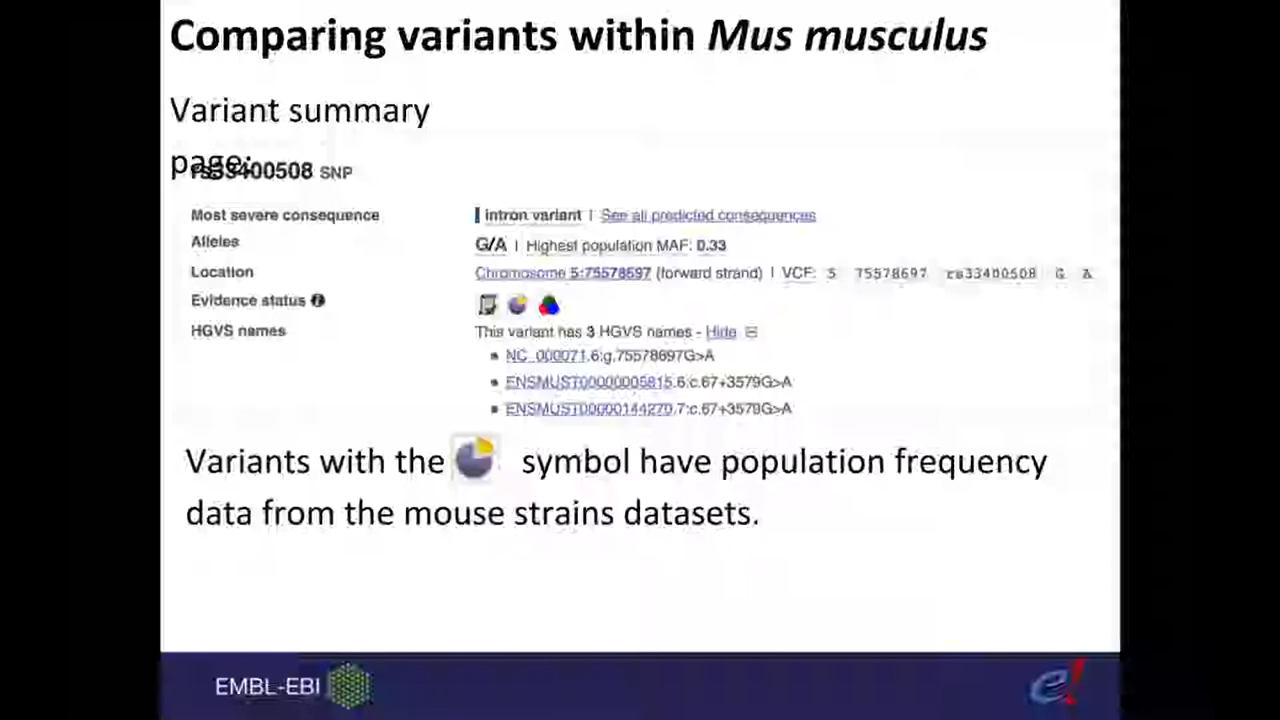 Comparing variants within Mus musculus
Variant summary
page:
rs33400508 SNP
Most severe consequence
intron variant | See all predicted consequences
Alleles
G/A | Highest population MAF: 0.33
Location
Chromosome 5:75578697 (forward strand) | VCF: 5 75578697 rs33400508 G A
Evidence status
HGVS names
This variant has 3 HGVS names - Hide
NC_000071.6:g.75578697G>A
ENSMUST00000005815.6:c.67+3579G>A
ENSMUST00000144270.7:c.67+3579G>A
Variants with the symbol have population frequency
data from the mouse strains datasets.
EMBL-EBI
e!